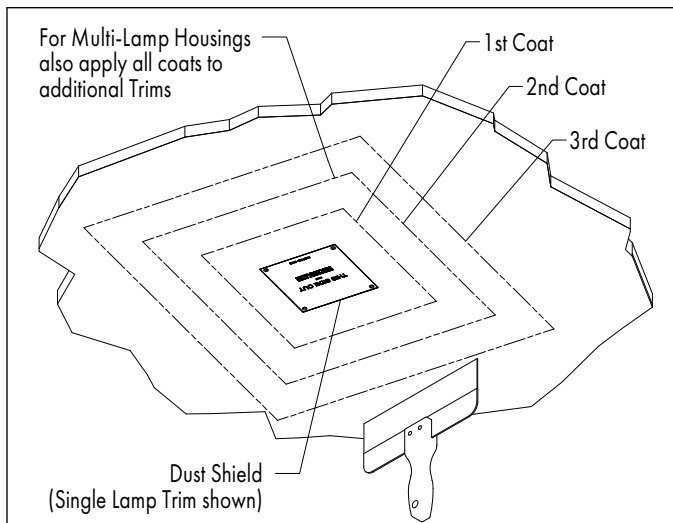 For Multi-Lamp Housings
also apply all coats to
additional Trims
1st Coat
2nd Coat
3rd Coat
THIS SIDE OUT
Dust Shield
(Single Lamp Trim shown)